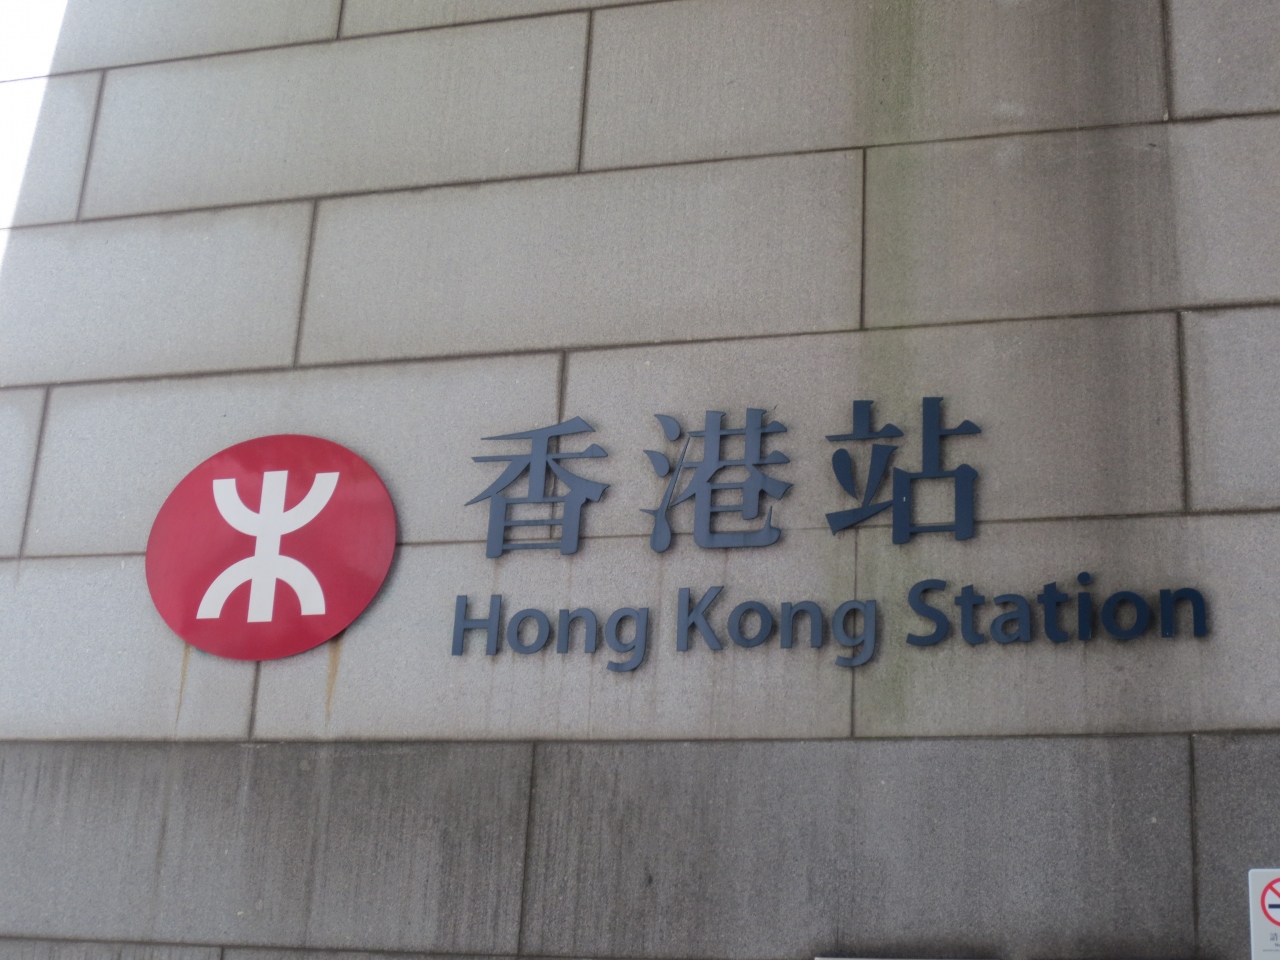 香港站
Hong Kong Station